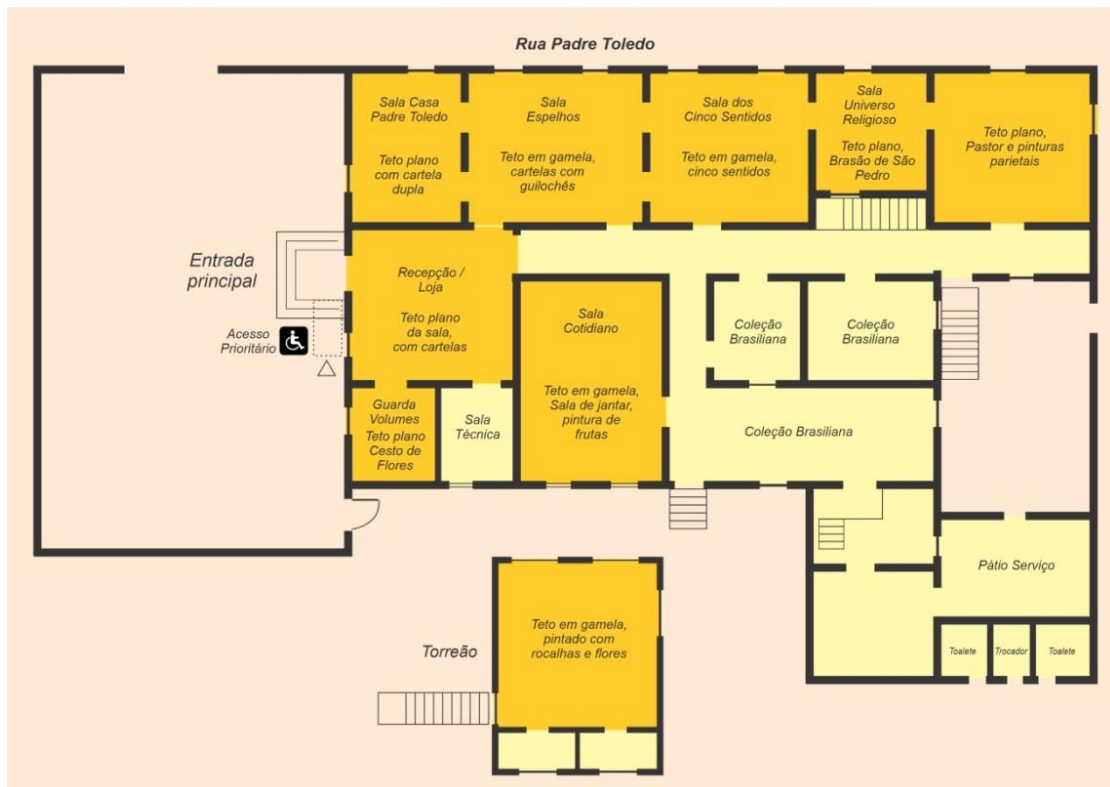 Rua Padre Toledo
Sala Casa
Padre Toledo
Teto plano
com cartela
dupla
Sala
Espelhos
Teto em gamela,
cartelas com
guilochês
Sala dos
Cinco Sentidos
Teto em gamela,
cinco sentidos
Sala
Universo
Religioso
Teto plano,
Brasão de São
Pedro
Teto plano,
Pastor e pinturas
parietais
Entrada
principal
Acesso
Prioritário
Recepção /
Loja
Teto plano
da sala,
com cartelas
Sala
Cotidiano
Teto em gamela,
Sala de jantar,
pintura de
frutas
Coleção
Brasiliana
Coleção
Brasiliana
Guarda
Volumes
Teto plano
Cesto de
Flores
Sala
Técnica
Coleção Brasiliana
Pátio Serviço
Toalete
Trocador
Toalete
Torreão
Teto em gamela,
pintado com
rocalhas e flores